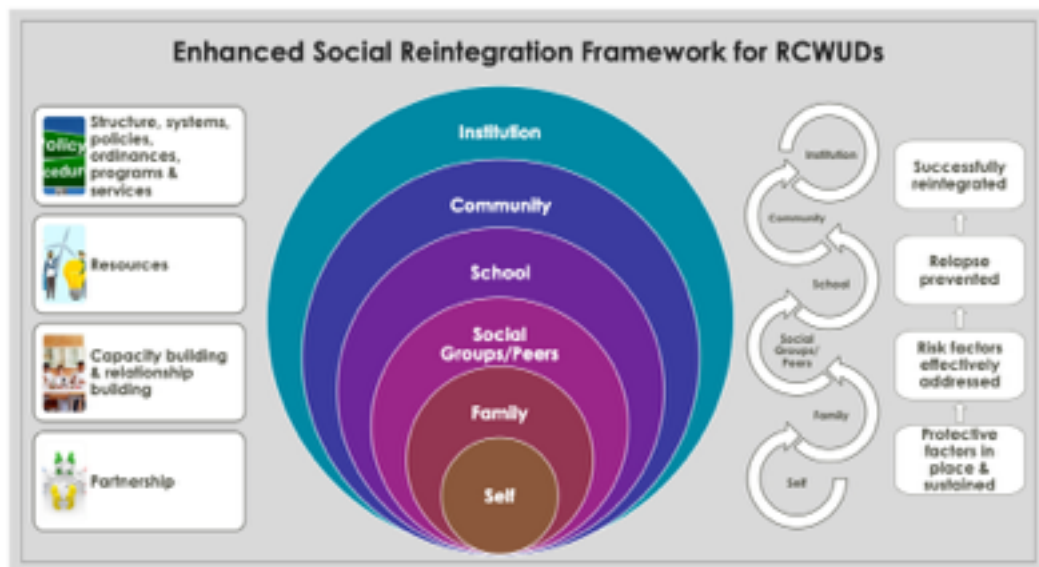 Enhanced Social Reintegration Framework for RCWUDs
Structure, systems,
policies,
ordinances,
programs &
services
Resources
Capacity building
& relationship
building
Partnership
Institution
Community
School
Social
Groups/Peers
Family
Self
Institution
Community
School
Social
Groups/
Peers
Family
Self
Successfully
reintegrated
Relapse
prevented
Risk factors
effectively
addressed
Protective
factors in
place &
sustained